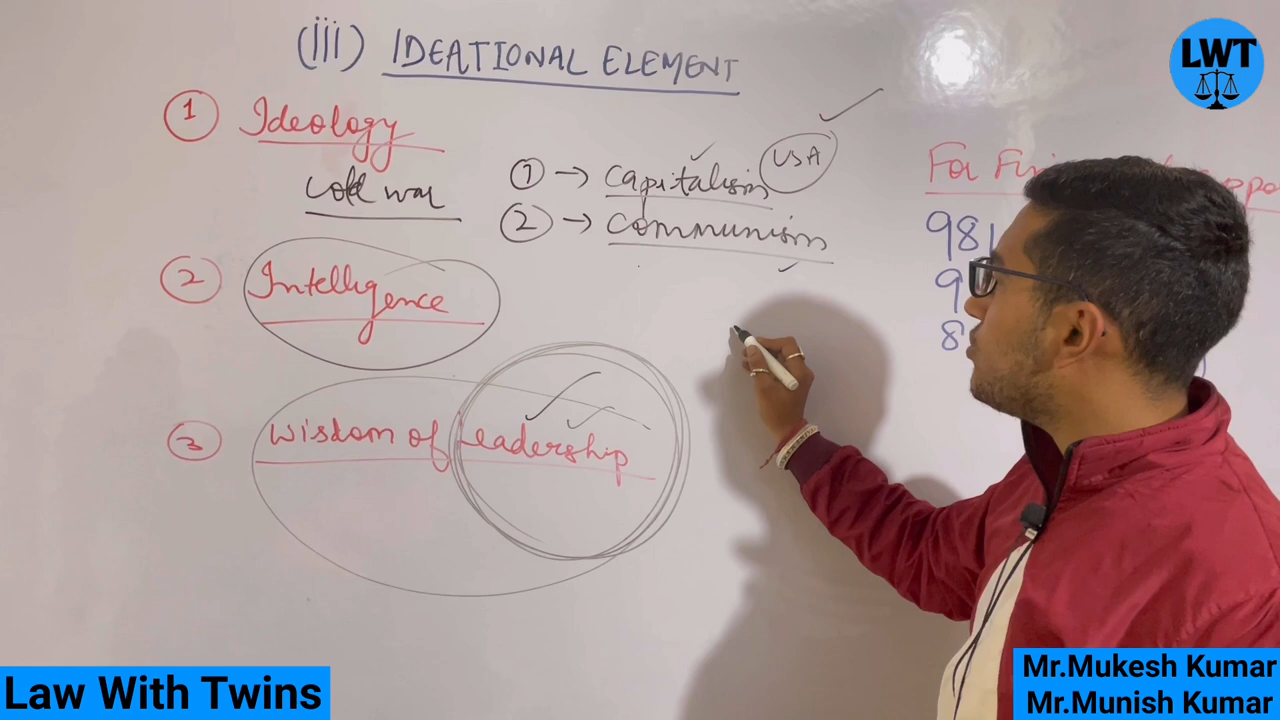 (iii) IDEATIONAL ELEMENT
LWT
1 Ideology
cold war
1 → Capitalism USA
2 → Communism
For
981
9
8
2 Intelligence
3 Wisdom of Leadership
Law With Twins
Mr.Mukesh Kumar
Mr.Munish Kumar